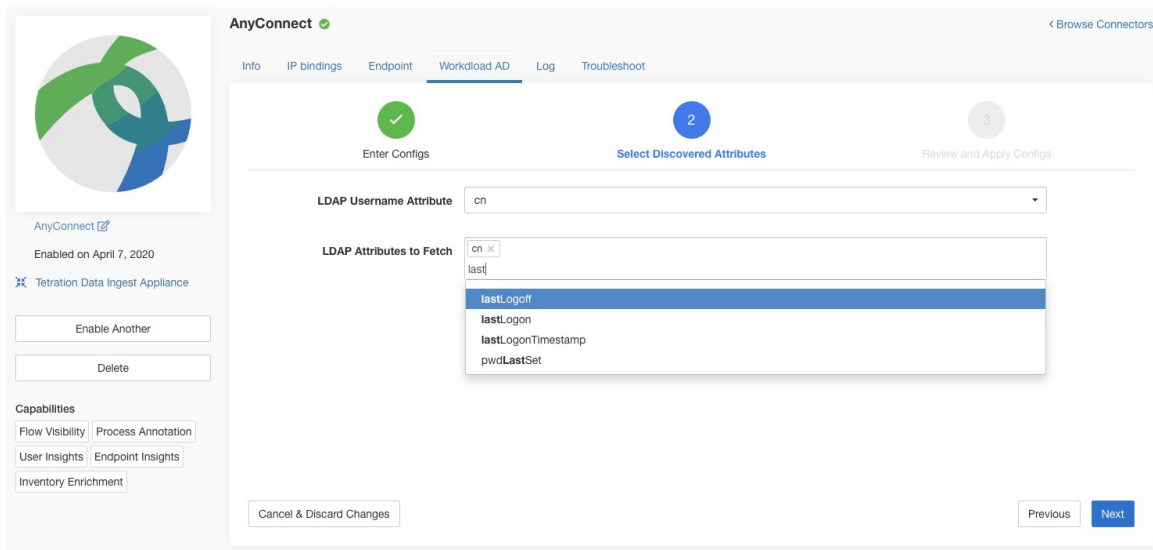 AnyConnect
< Browse Connectors
Info IP bindings Endpoint Workdload AD Log Troubleshoot
2 3
Enter Configs Select Discovered Attributes Review and Apply Configs
LDAP Username Attribute cn
LDAP Attributes to Fetch cn ×
last
lastLogoff
lastLogon
lastLogonTimestamp
pwdLastSet
Cancel & Discard Changes Previous Next
AnyConnect
Enabled on April 7, 2020
Tetration Data Ingest Appliance
Enable Another
Delete
Capabilities
Flow Visibility Process Annotation
User Insights Endpoint Insights
Inventory Enrichment